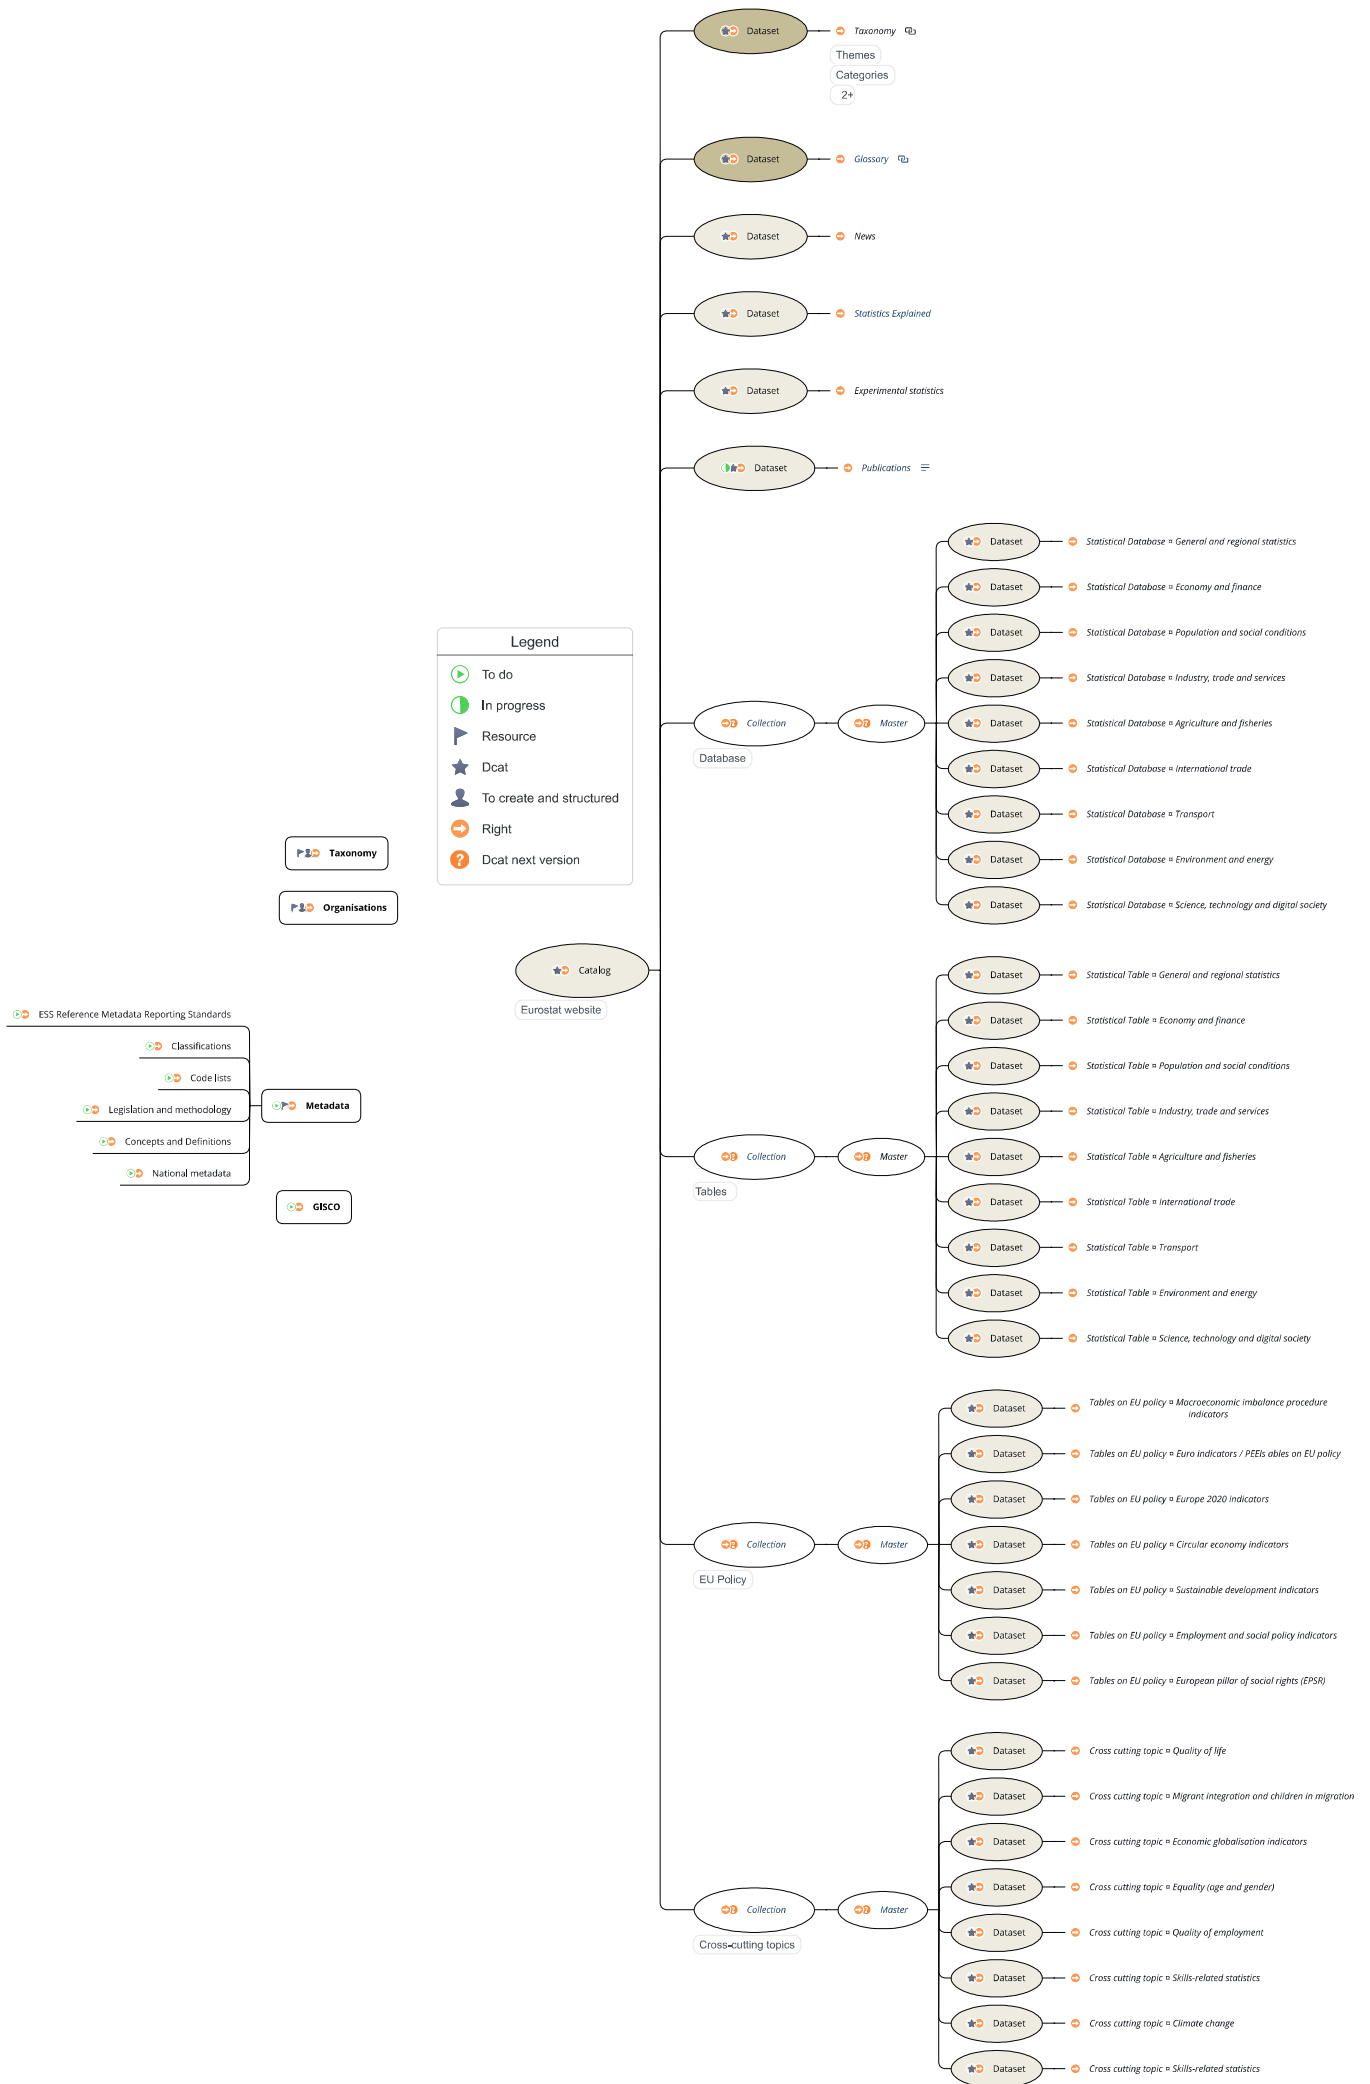 Dataset
Taxonomy
Themes
Categories
2+
Dataset
Glossary
Dataset
News
Dataset
Statistics Explained
Dataset
Experimental statistics
Dataset
Publications
Legend
To do
In progress
Resource
Dcat
To create and structured
Right
Dcat next version
Taxonomy
Organisations
Catalog
Eurostat website
ESS Reference Metadata Reporting Standards
Classifications
Code lists
Legislation and methodology
Concepts and Definitions
National metadata
Metadata
GISCO
Collection
Database
Master
Dataset
Statistical Database ¤ General and regional statistics
Dataset
Statistical Database ¤ Economy and finance
Dataset
Statistical Database ¤ Population and social conditions
Dataset
Statistical Database ¤ Industry, trade and services
Dataset
Statistical Database ¤ Agriculture and fisheries
Dataset
Statistical Database ¤ International trade
Dataset
Statistical Database ¤ Transport
Dataset
Statistical Database ¤ Environment and energy
Dataset
Statistical Database ¤ Science, technology and digital society
Collection
Tables
Master
Dataset
Statistical Table ¤ General and regional statistics
Dataset
Statistical Table ¤ Economy and finance
Dataset
Statistical Table ¤ Population and social conditions
Dataset
Statistical Table ¤ Industry, trade and services
Dataset
Statistical Table ¤ Agriculture and fisheries
Dataset
Statistical Table ¤ International trade
Dataset
Statistical Table ¤ Transport
Dataset
Statistical Table ¤ Environment and energy
Dataset
Statistical Table ¤ Science, technology and digital society
Collection
EU Policy
Master
Dataset
Tables on EU policy ¤ Macroeconomic imbalance procedure
indicators
Dataset
Tables on EU policy ¤ Euro indicators / PEEIs ables on EU policy
Dataset
Tables on EU policy ¤ Europe 2020 indicators
Dataset
Tables on EU policy ¤ Circular economy indicators
Dataset
Tables on EU policy ¤ Sustainable development indicators
Dataset
Tables on EU policy ¤ Employment and social policy indicators
Dataset
Tables on EU policy ¤ European pillar of social rights (EPSR)
Collection
Cross-cutting topics
Master
Dataset
Cross cutting topic ¤ Quality of life
Dataset
Cross cutting topic ¤ Migrant integration and children in migration
Dataset
Cross cutting topic ¤ Economic globalisation indicators
Dataset
Cross cutting topic ¤ Equality (age and gender)
Dataset
Cross cutting topic ¤ Quality of employment
Dataset
Cross cutting topic ¤ Skills-related statistics
Dataset
Cross cutting topic ¤ Climate change
Dataset
Cross cutting topic ¤ Skills-related statistics